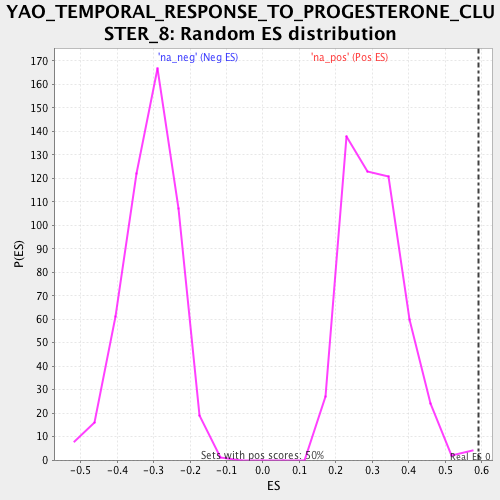 YAO_TEMPORAL_RESPONSE_TO_PROGESTERONE_CLU
STER_8: Random ES distribution
'na_neg' (Neg ES)
'na_pos' (Pos ES)
170
160
150
140
130
120
110
100
90
80
70
60
50
40
30
20
10
0
P(ES)
Sets with pos scores: 50%
Real ES 0
-0.5 -0.4 -0.3 -0.2 -0.1 0.0 0.1 0.2 0.3 0.4 0.5 0.6
ES